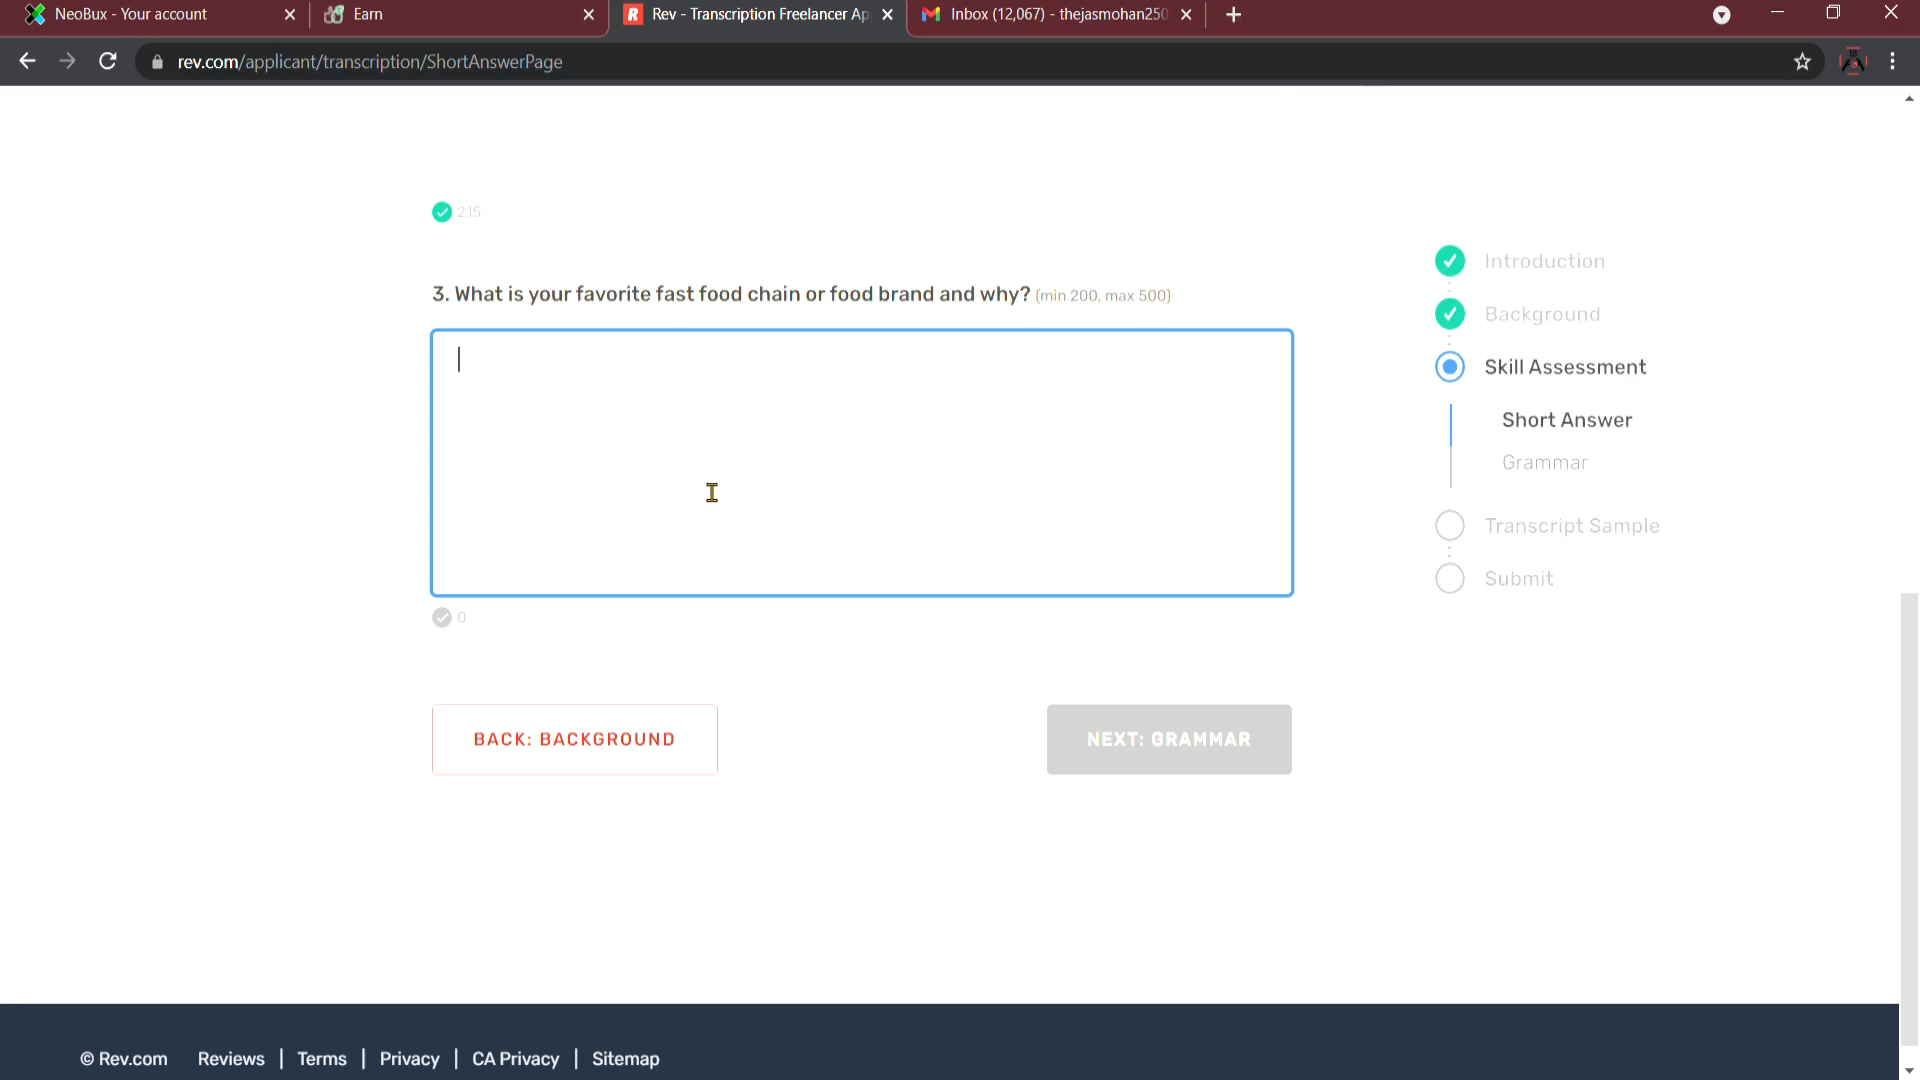 NeoBux - Your account
Earn
Rev - Transcription Freelancer Ap
Inbox (12,067) - thejasmohan250
rev.com/applicant/transcription/ShortAnswerPage
215
3. What is your favorite fast food chain or food brand and why? (min 200, max 500)
0
BACK: BACKGROUND
NEXT: GRAMMAR
Introduction
Background
Skill Assessment
Short Answer
Grammar
Transcript Sample
Submit
© Rev.com Reviews | Terms | Privacy | CA Privacy | Sitemap